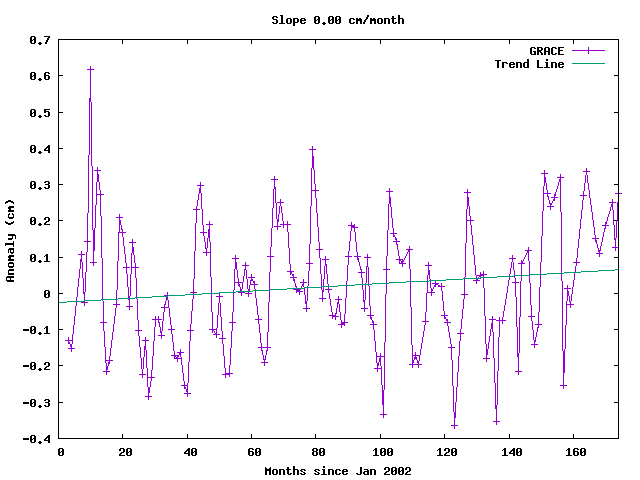 Slope 0.00 cm/month
0.7
0.6
0.5
0.4
0.3
0.2
0.1
0
-0.1
-0.2
-0.3
-0.4
Anomaly (cm)
GRACE
Trend Line
0 20 40 60 80 100 120 140 160
Months since Jan 2002